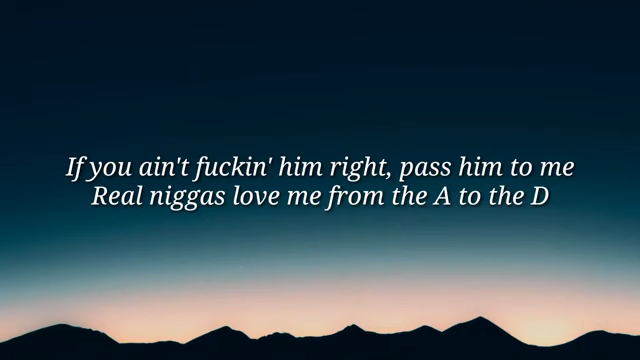 If you ain't fuckin' him right, pass him to me
Real niggas love me from the A to the D